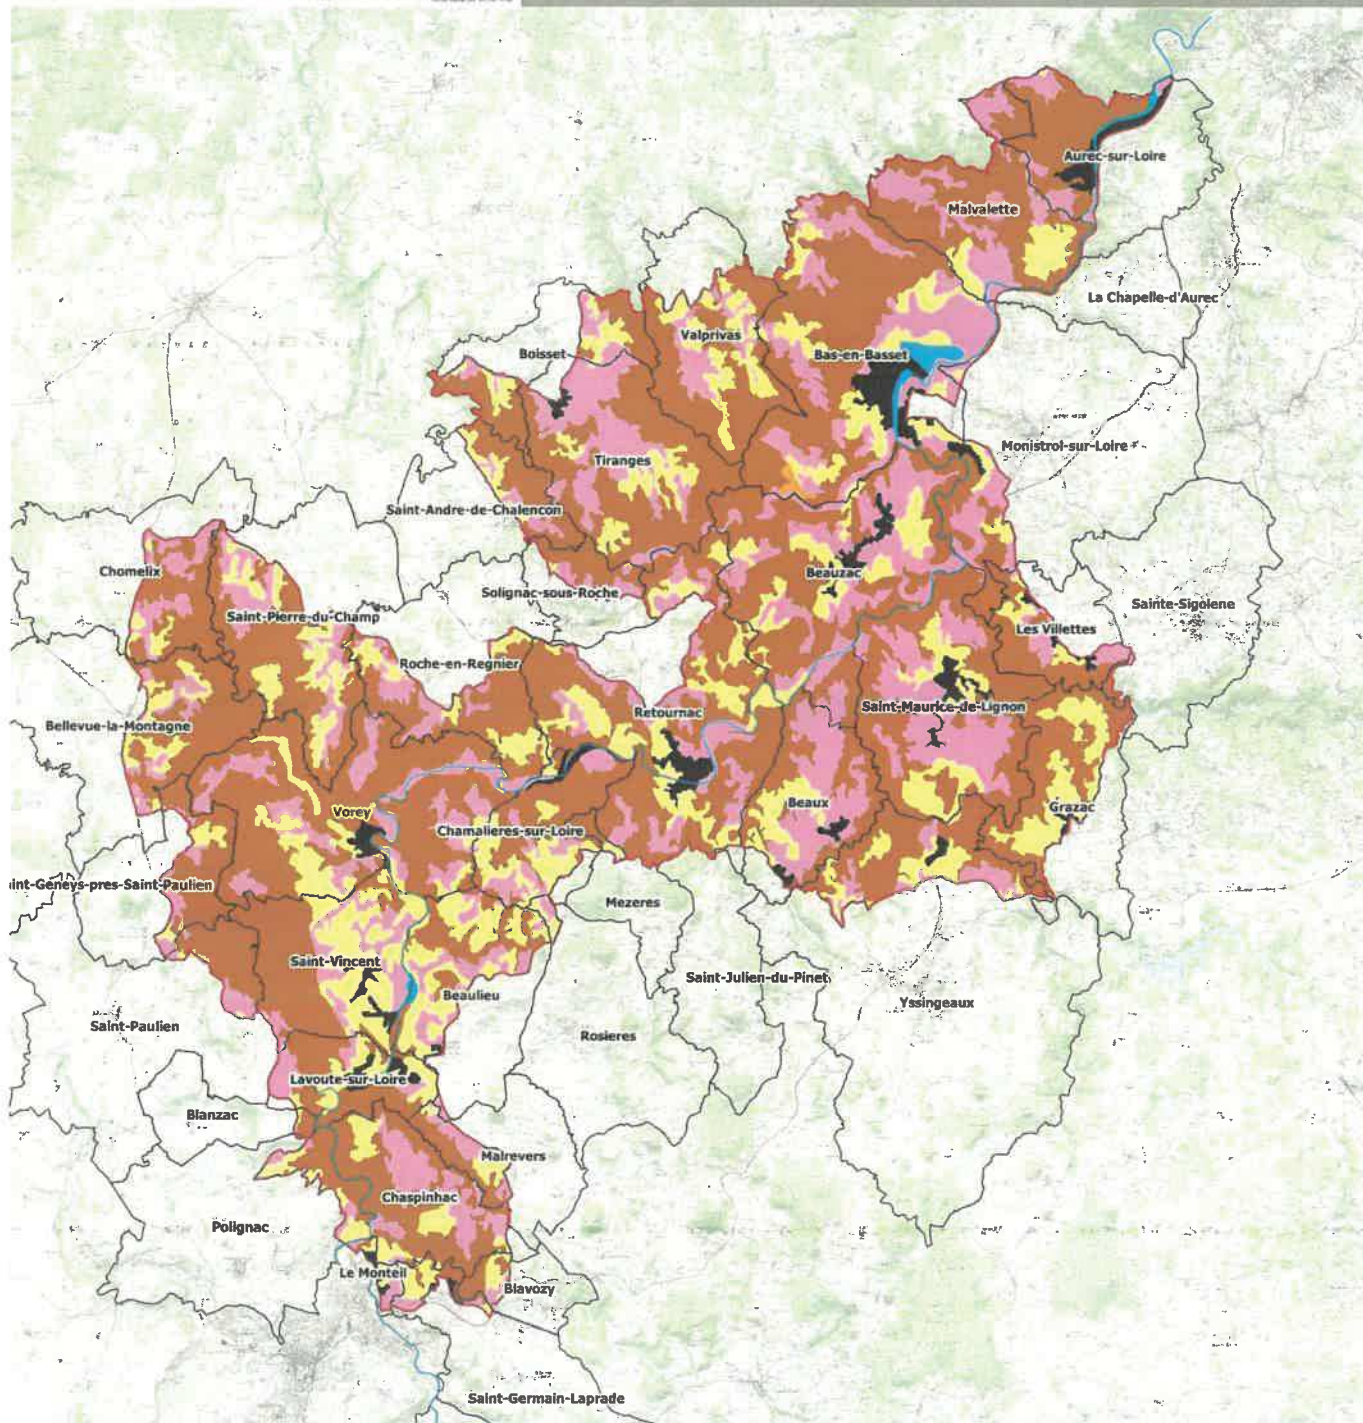 Aurec-sur-Loire
Malvalette
La Chapelle-d'Aurec
Valprivas
Boisset
Bas-en-Basset
Monistrol-sur-Loire
Tiranges
Saint-Andre-de-Chalencon
Chomelix
Beauzac
Solignac-sous-Roche
Sainte-Sigolene
Saint-Pierre-du-Champ
Les Villettes
Roche-en-Regnier
Retournac
Saint-Maurice-de-Lignon
Bellevue-la-Montagne
Beaux
Grazac
Vorey
Chamalieres-sur-Loire
int-Geneys-pres-Saint-Paulien
Mezeres
Saint-Vincent
Saint-Julien-du-Pinet
Beaulieu
Yssingeaux
Saint-Paulien
Rosieres
Lavoute-sur-Loire
Blanzac
Malrevers
Chaspinhac
Polignac
Le Monteil
Blavozy
Saint-Germain-Laprade